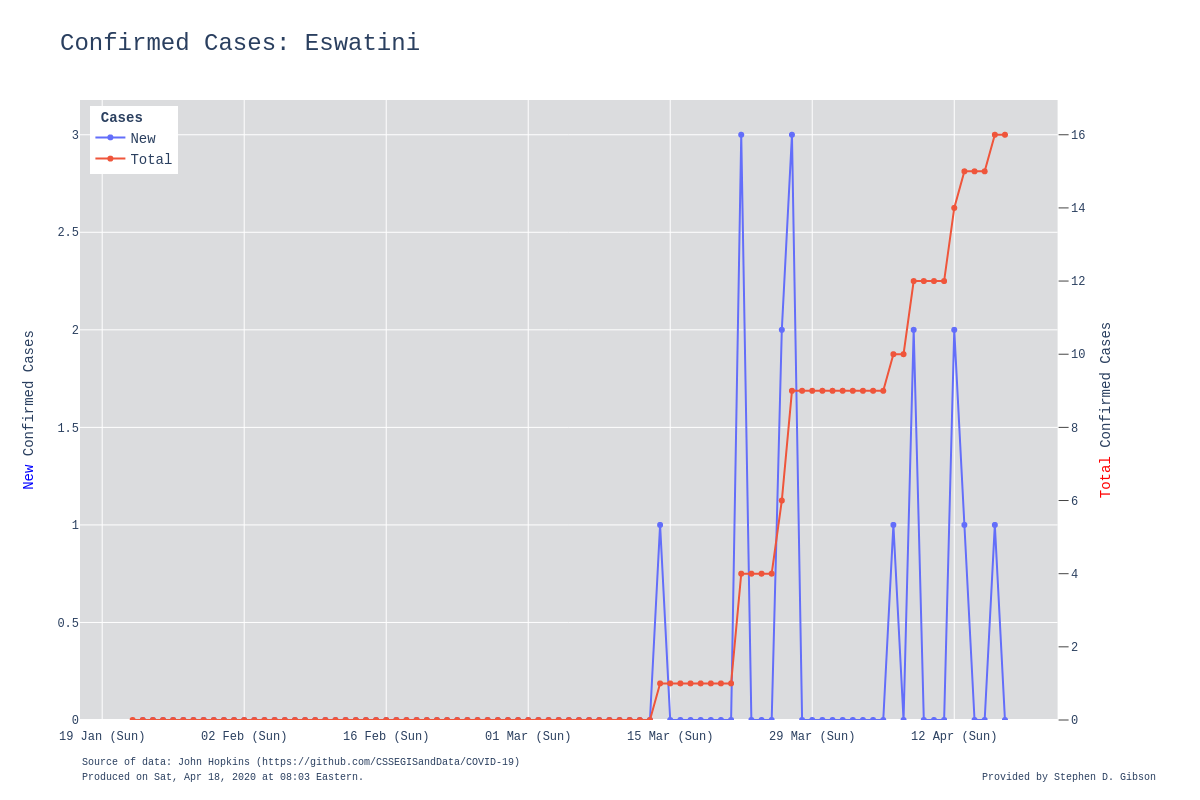 Confirmed Cases: Eswatini
Cases
New
Total
3
2.5
2
1.5
1
0.5
0
New Confirmed Cases
16
14
12
10
8
6
4
2
0
Total Confirmed Cases
19 Jan (Sun) 02 Feb (Sun) 16 Feb (Sun) 01 Mar (Sun) 15 Mar (Sun) 29 Mar (Sun) 12 Apr (Sun)
Source of data: John Hopkins (https://github.com/CSSEGISandData/COVID-19)
Produced on Sat, Apr 18, 2020 at 08:03 Eastern.
Provided by Stephen D. Gibson